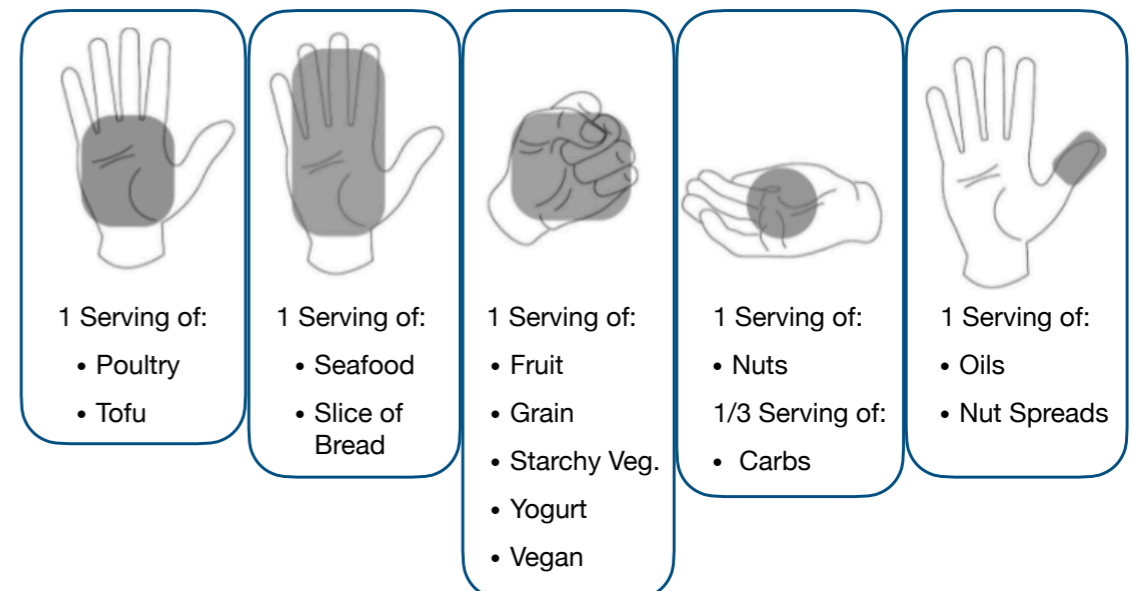 1 Serving of:
• Poultry
• Tofu
1 Serving of:
• Seafood
• Slice of
Bread
1 Serving of:
• Fruit
• Grain
• Starchy Veg.
• Yogurt
• Vegan
1 Serving of:
• Nuts
1/3 Serving of:
• Carbs
1 Serving of:
• Oils
• Nut Spreads